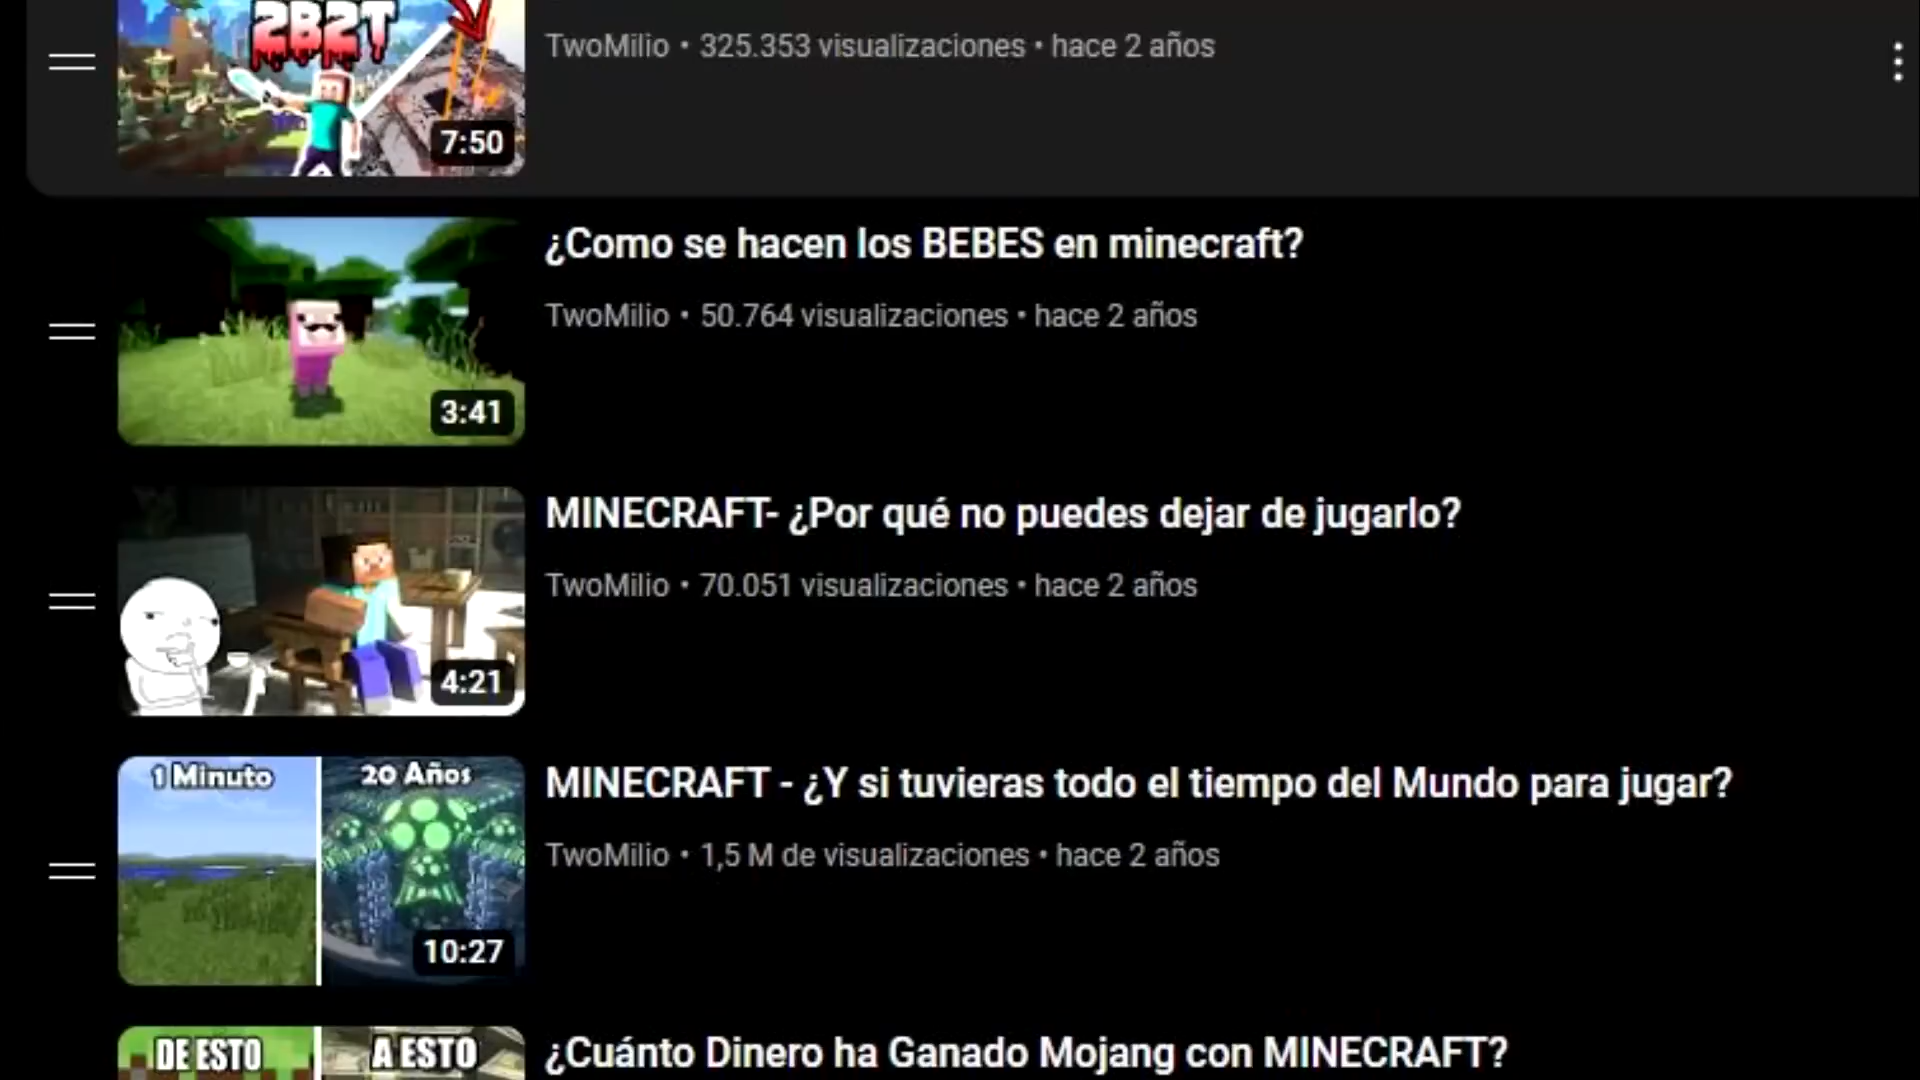 2B2T
7:50
TwoMilio • 325.353 visualizaciones • hace 2 años
3:41
¿Como se hacen los BEBES en minecraft?
TwoMilio • 50.764 visualizaciones • hace 2 años
4:21
MINECRAFT- ¿Por qué no puedes dejar de jugarlo?
TwoMilio • 70.051 visualizaciones • hace 2 años
1 Minuto
20 Años
10:27
MINECRAFT - ¿Y si tuvieras todo el tiempo del Mundo para jugar?
TwoMilio • 1,5 M de visualizaciones • hace 2 años
DE ESTO
A ESTO
¿Cuánto Dinero ha Ganado Mojang con MINECRAFT?